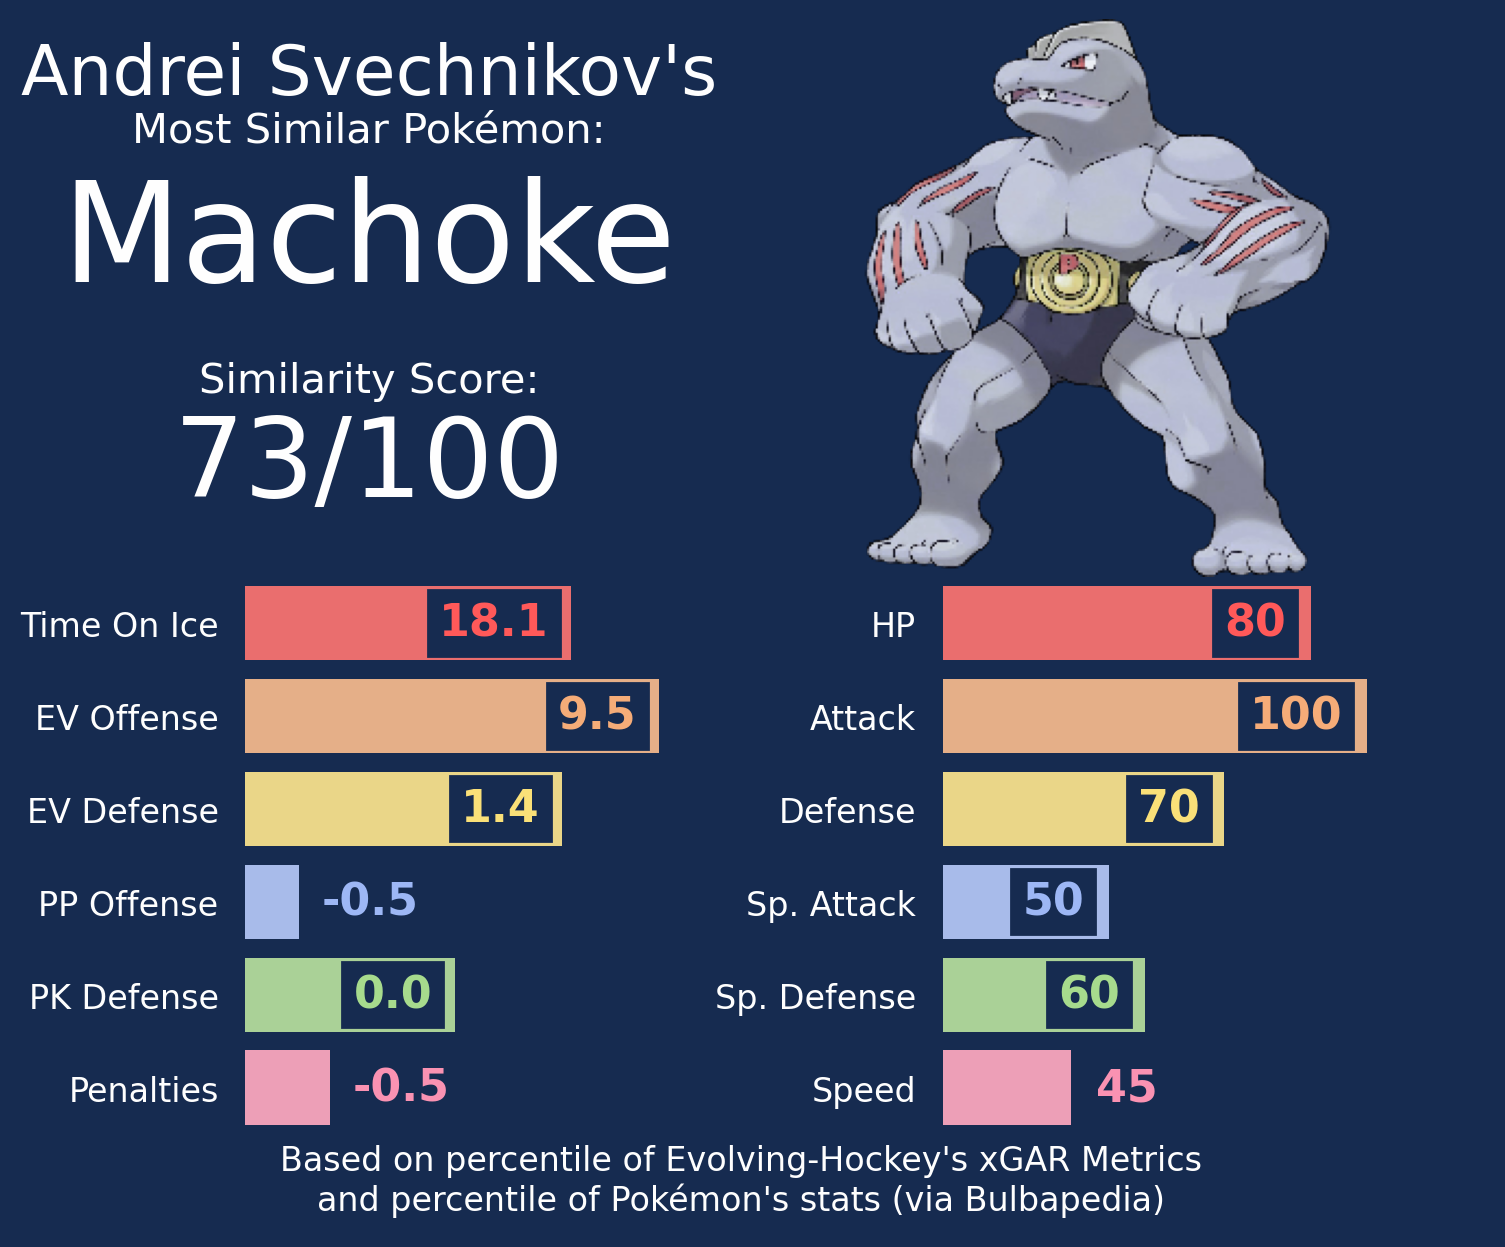 Andrei Svechnikov's
Most Similar Pokémon:
Machoke
Similarity Score:
73/100
P
Time On Ice 18.1
EV Offense 9.5
EV Defense 1.4
PP Offense -0.5
PK Defense 0.0
Penalties -0.5
HP 80
Attack 100
Defense 70
Sp. Attack 50
Sp. Defense 60
Speed 45
Based on percentile of Evolving-Hockey's xGAR Metrics
and percentile of Pokémon's stats (via Bulbapedia)